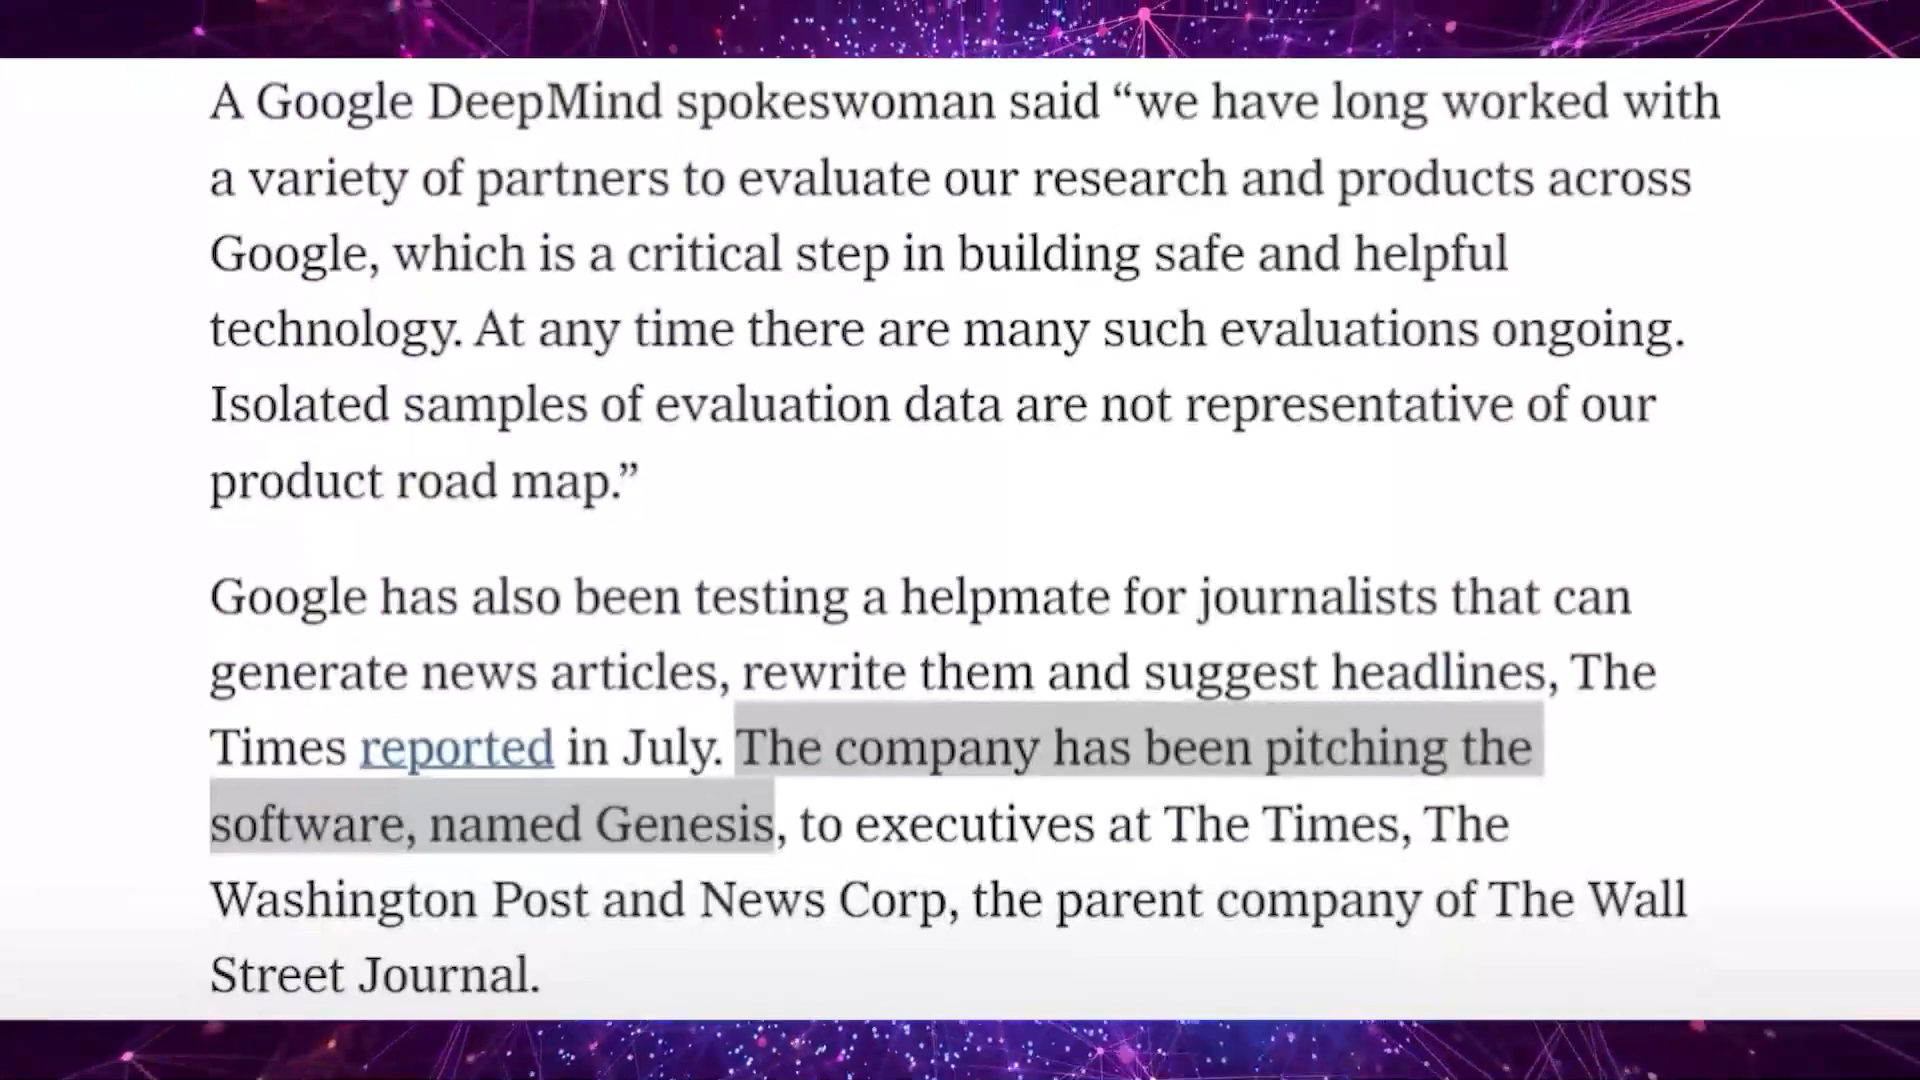 A Google DeepMind spokeswoman said “we have long worked with
a variety of partners to evaluate our research and products across
Google, which is a critical step in building safe and helpful
technology. At any time there are many such evaluations ongoing.
Isolated samples of evaluation data are not representative of our
product road map.”
Google has also been testing a helpmate for journalists that can
generate news articles, rewrite them and suggest headlines, The
Times reported in July. The company has been pitching the
software, named Genesis, to executives at The Times, The
Washington Post and News Corp, the parent company of The Wall
Street Journal.